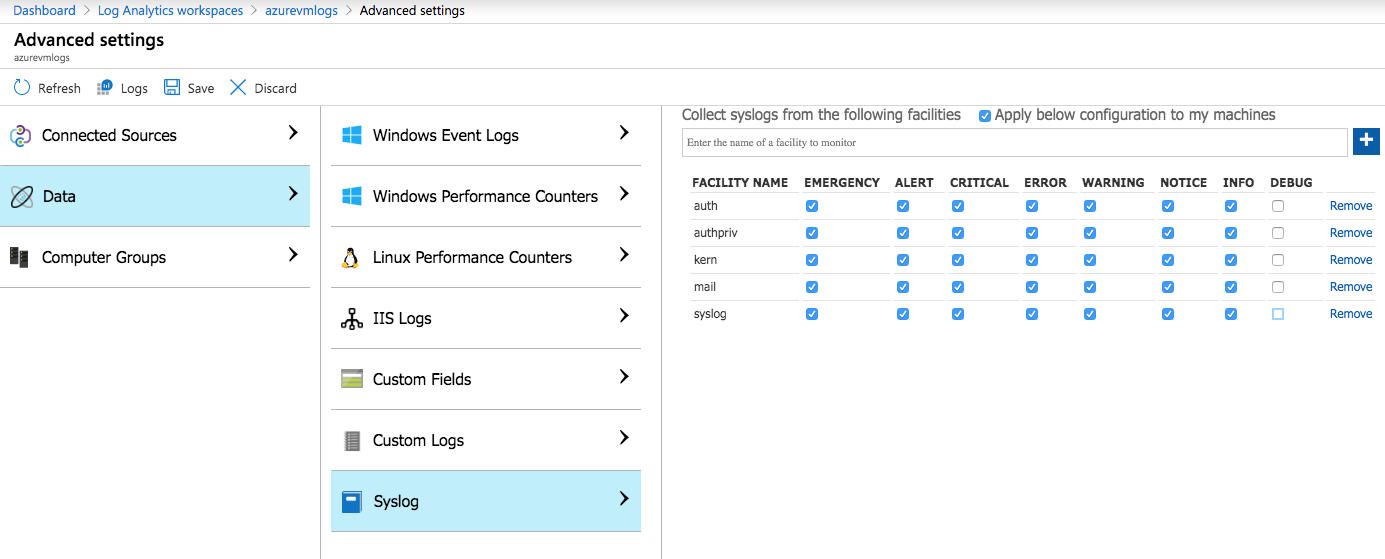 Dashboard > Log Analytics workspaces > azurevmlogs > Advanced settings
Advanced settings
azurevmlogs
Refresh Logs Save Discard
Connected Sources
Data
Computer Groups
Windows Event Logs
Windows Performance Counters
Linux Performance Counters
IIS Logs
Custom Fields
Custom Logs
Syslog
Collect syslogs from the following facilities Apply below configuration to my machines
Enter the name of a facility to monitor
FACILITY NAME EMERGENCY ALERT CRITICAL ERROR WARNING NOTICE INFO DEBUG
auth Remove
authpriv Remove
kern Remove
mail Remove
syslog Remove